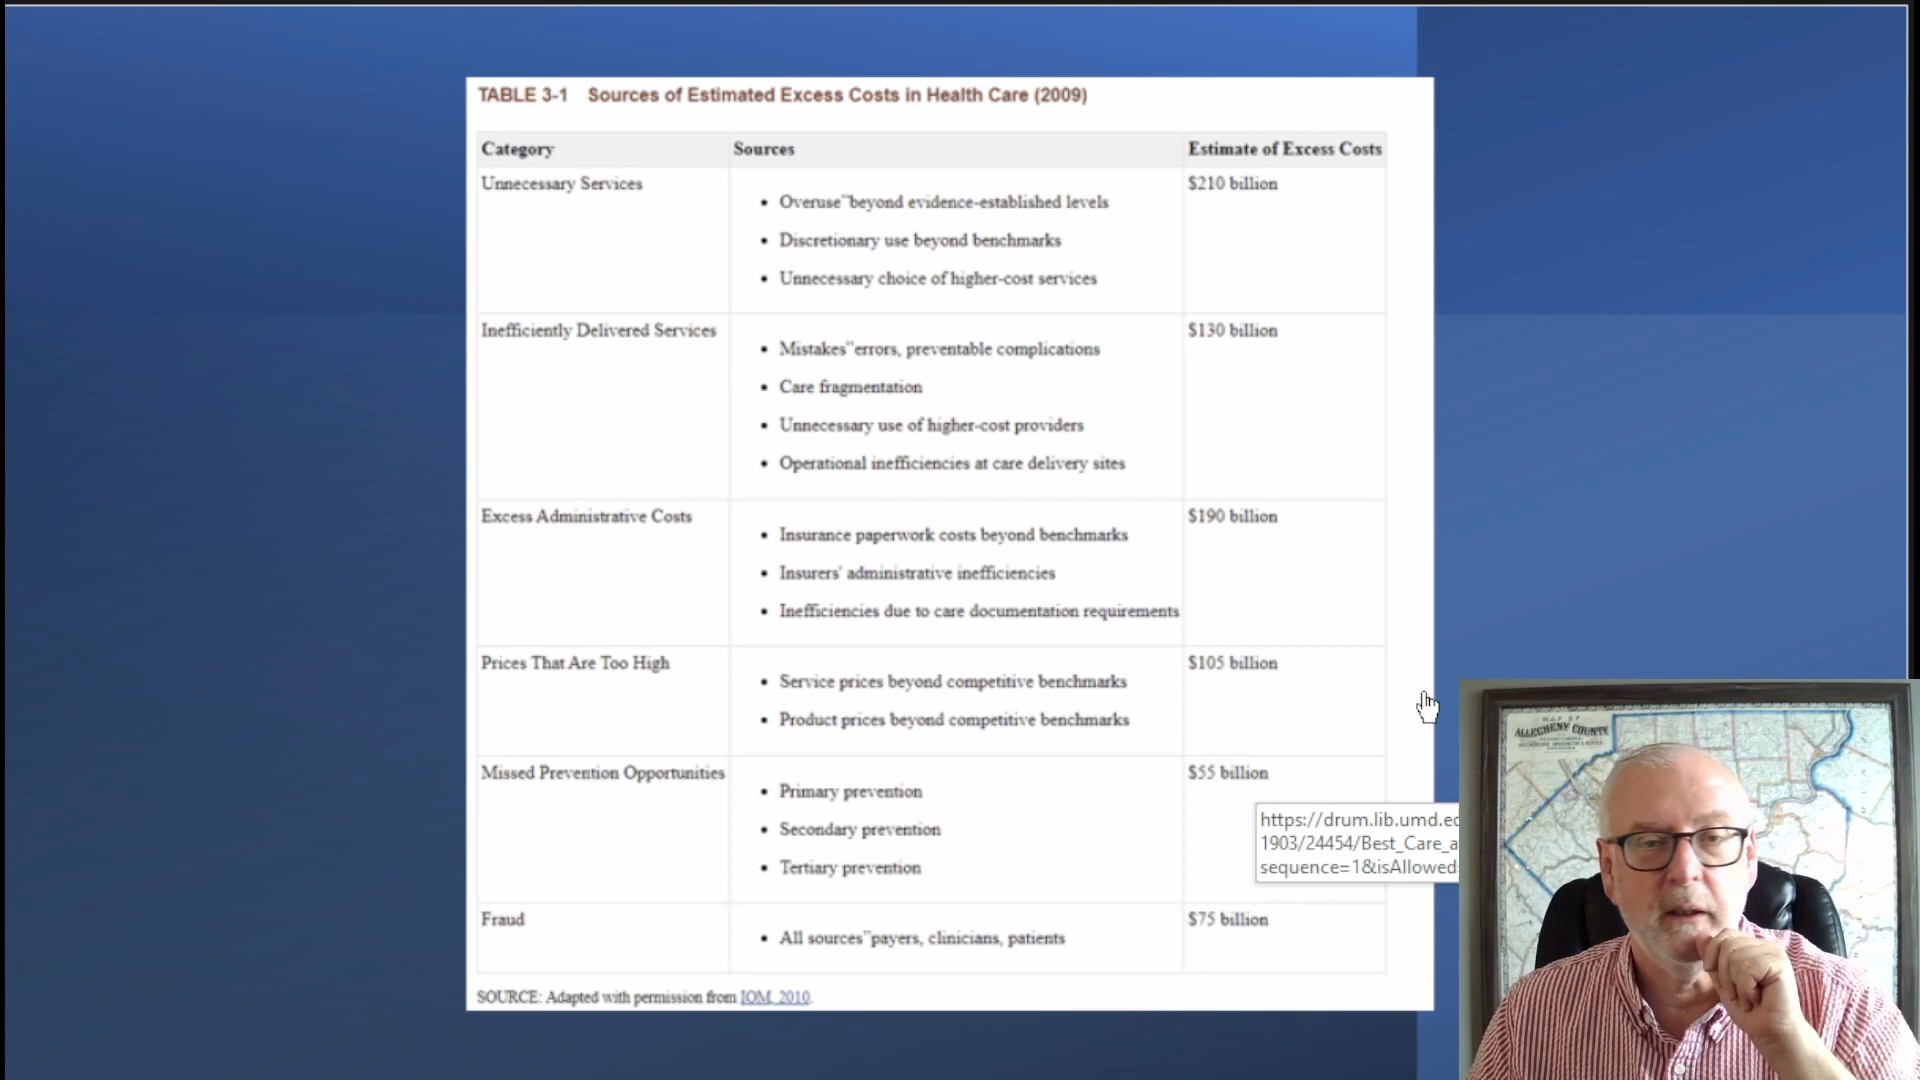 TABLE 3-1 Sources of Estimated Excess Costs in Health Care (2009)
Category Sources Estimate of Excess Costs
Unnecessary Services $210 billion
• Overuse"beyond evidence-established levels
• Discretionary use beyond benchmarks
• Unnecessary choice of higher-cost services
Inefficiently Delivered Services $130 billion
• Mistakes"errors, preventable complications
• Care fragmentation
• Unnecessary use of higher-cost providers
• Operational inefficiencies at care delivery sites
Excess Administrative Costs $190 billion
• Insurance paperwork costs beyond benchmarks
• Insurers' administrative inefficiencies
• Inefficiencies due to care documentation requirements
Prices That Are Too High $105 billion
• Service prices beyond competitive benchmarks
• Product prices beyond competitive benchmarks
Missed Prevention Opportunities $55 billion
• Primary prevention
• Secondary prevention
• Tertiary prevention
Fraud $75 billion
• All sources"payers, clinicians, patients
SOURCE: Adapted with permission from IOM, 2010.
https://drum.lib.umd.ed
1903/24454/Best_Care_a
sequence=1&isAllowed
MAP OF
ALLEGHENY COUNTY